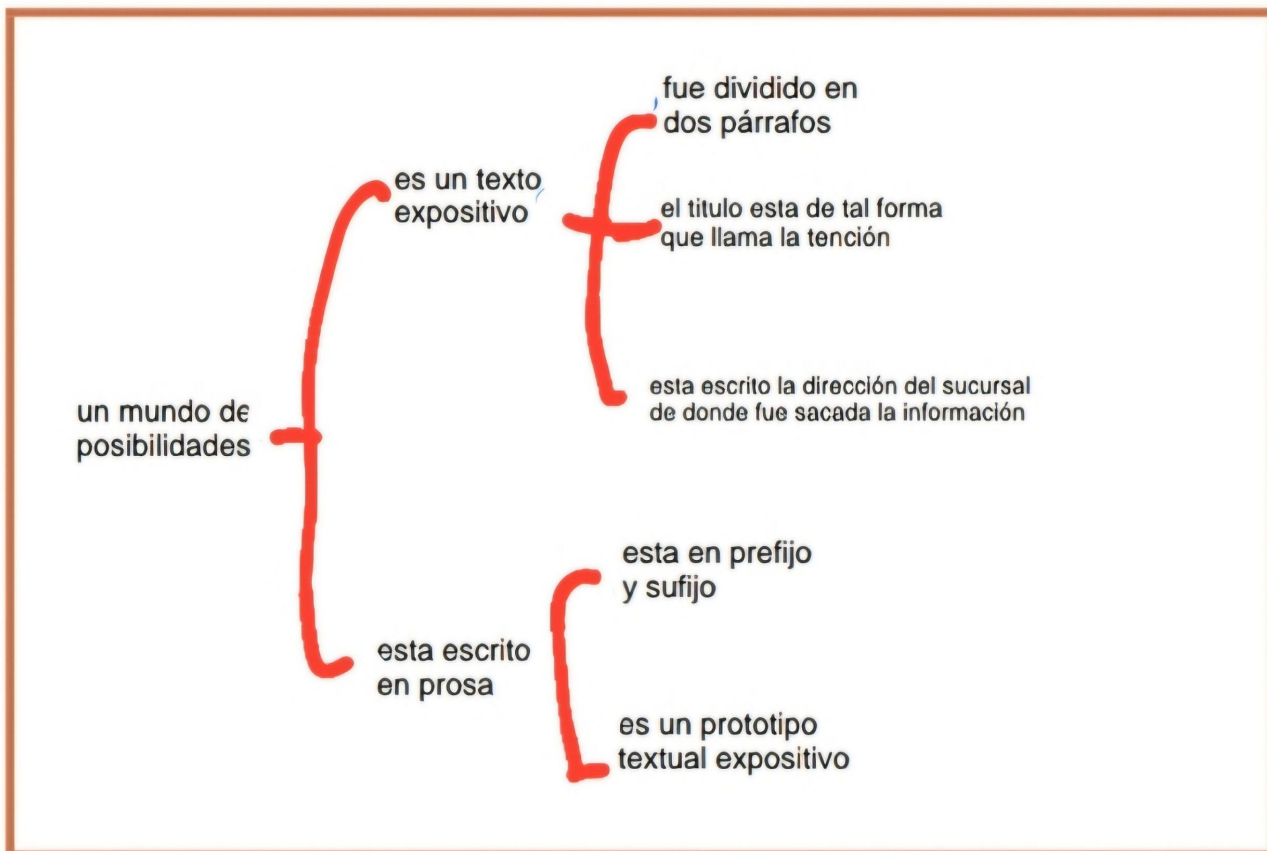 un mundo de
posibilidades
es un texto
expositivo
fue dividido en
dos párrafos
el titulo esta de tal forma
que llama la tención
esta escrito la dirección del sucursal
de donde fue sacada la información
esta escrito
en prosa
esta en prefijo
y sufijo
es un prototipo
textual expositivo